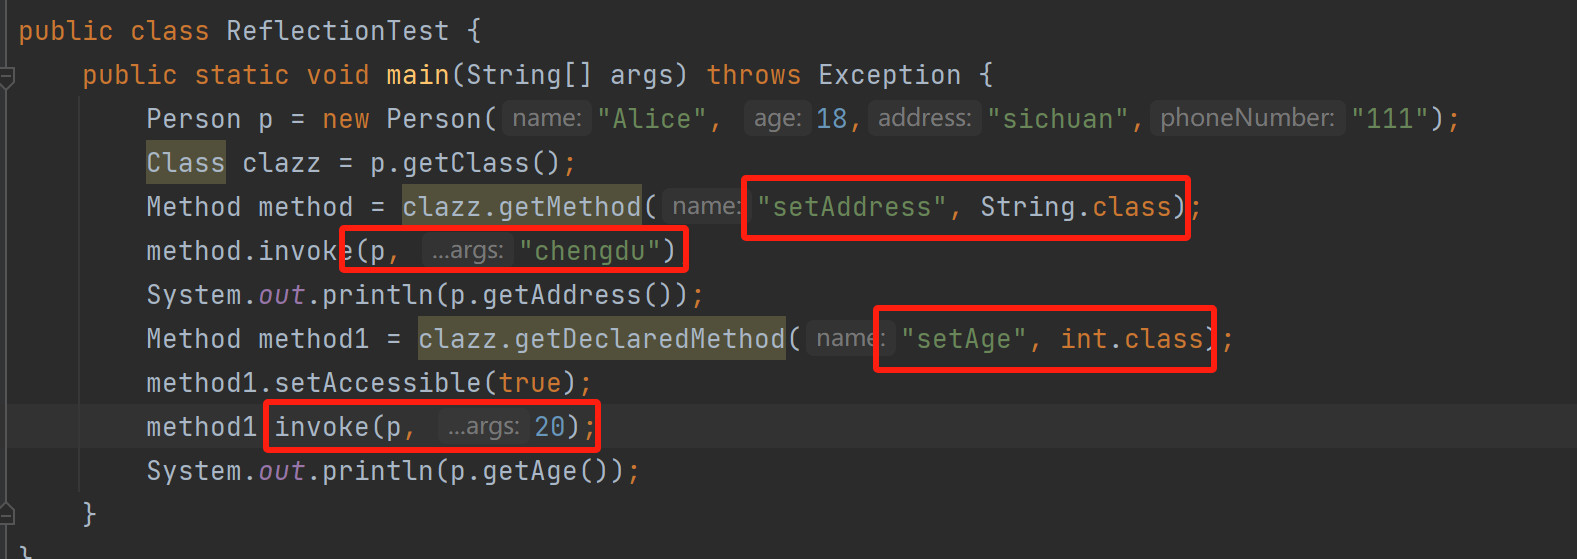 public class ReflectionTest {
public static void main(String[] args) throws Exception {
Person p = new Person( name: "Alice", age: 18, address: "sichuan", phoneNumber: "111");
Class clazz = p.getClass();
Method method = clazz.getMethod( name: "setAddress", String.class);
method.invoke(p, ...args: "chengdu")
System.out.println(p.getAddress());
Method method1 = clazz.getDeclaredMethod( name: "setAge", int.class);
method1.setAccessible(true);
method1 invoke(p, ...args: 20);
System.out.println(p.getAge());
}
}